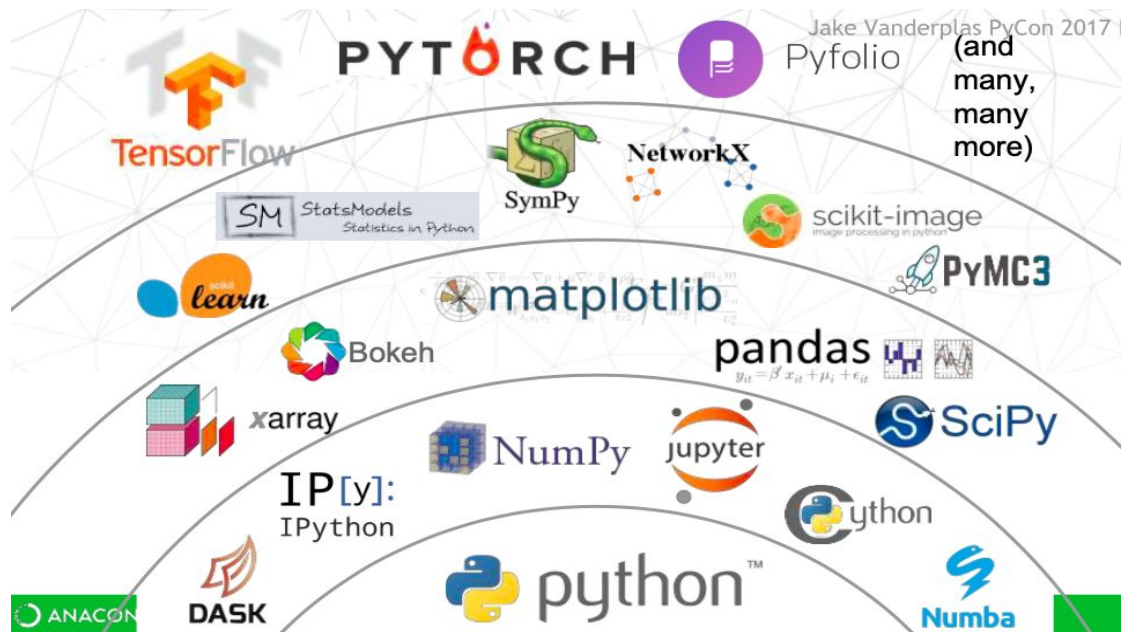 Jake Vanderplas PyCon 2017
PYTORCH
Pyfolio
(and
many,
many
more)
TensorFlow
SymPy
NetworkX
SM StatsModels
Statistics in Python
scikit-image
image processing in python
PyMC3
scikit
learn
matplotlib
Bokeh
pandas
xarray
NumPy
jupyter
SciPy
IP[y]:
IPython
Cython
DASK
python™
Numba
ANACON